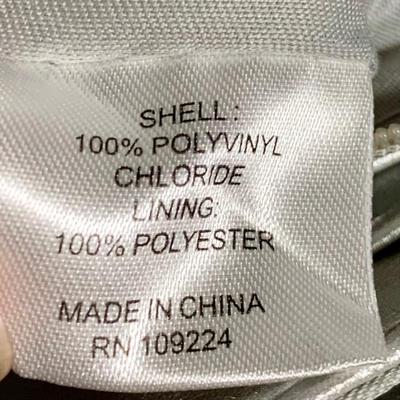 SHELL:
100% POLYVINYL
CHLORIDE
LINING:
100% POLYESTER
MADE IN CHINA
RN 109224